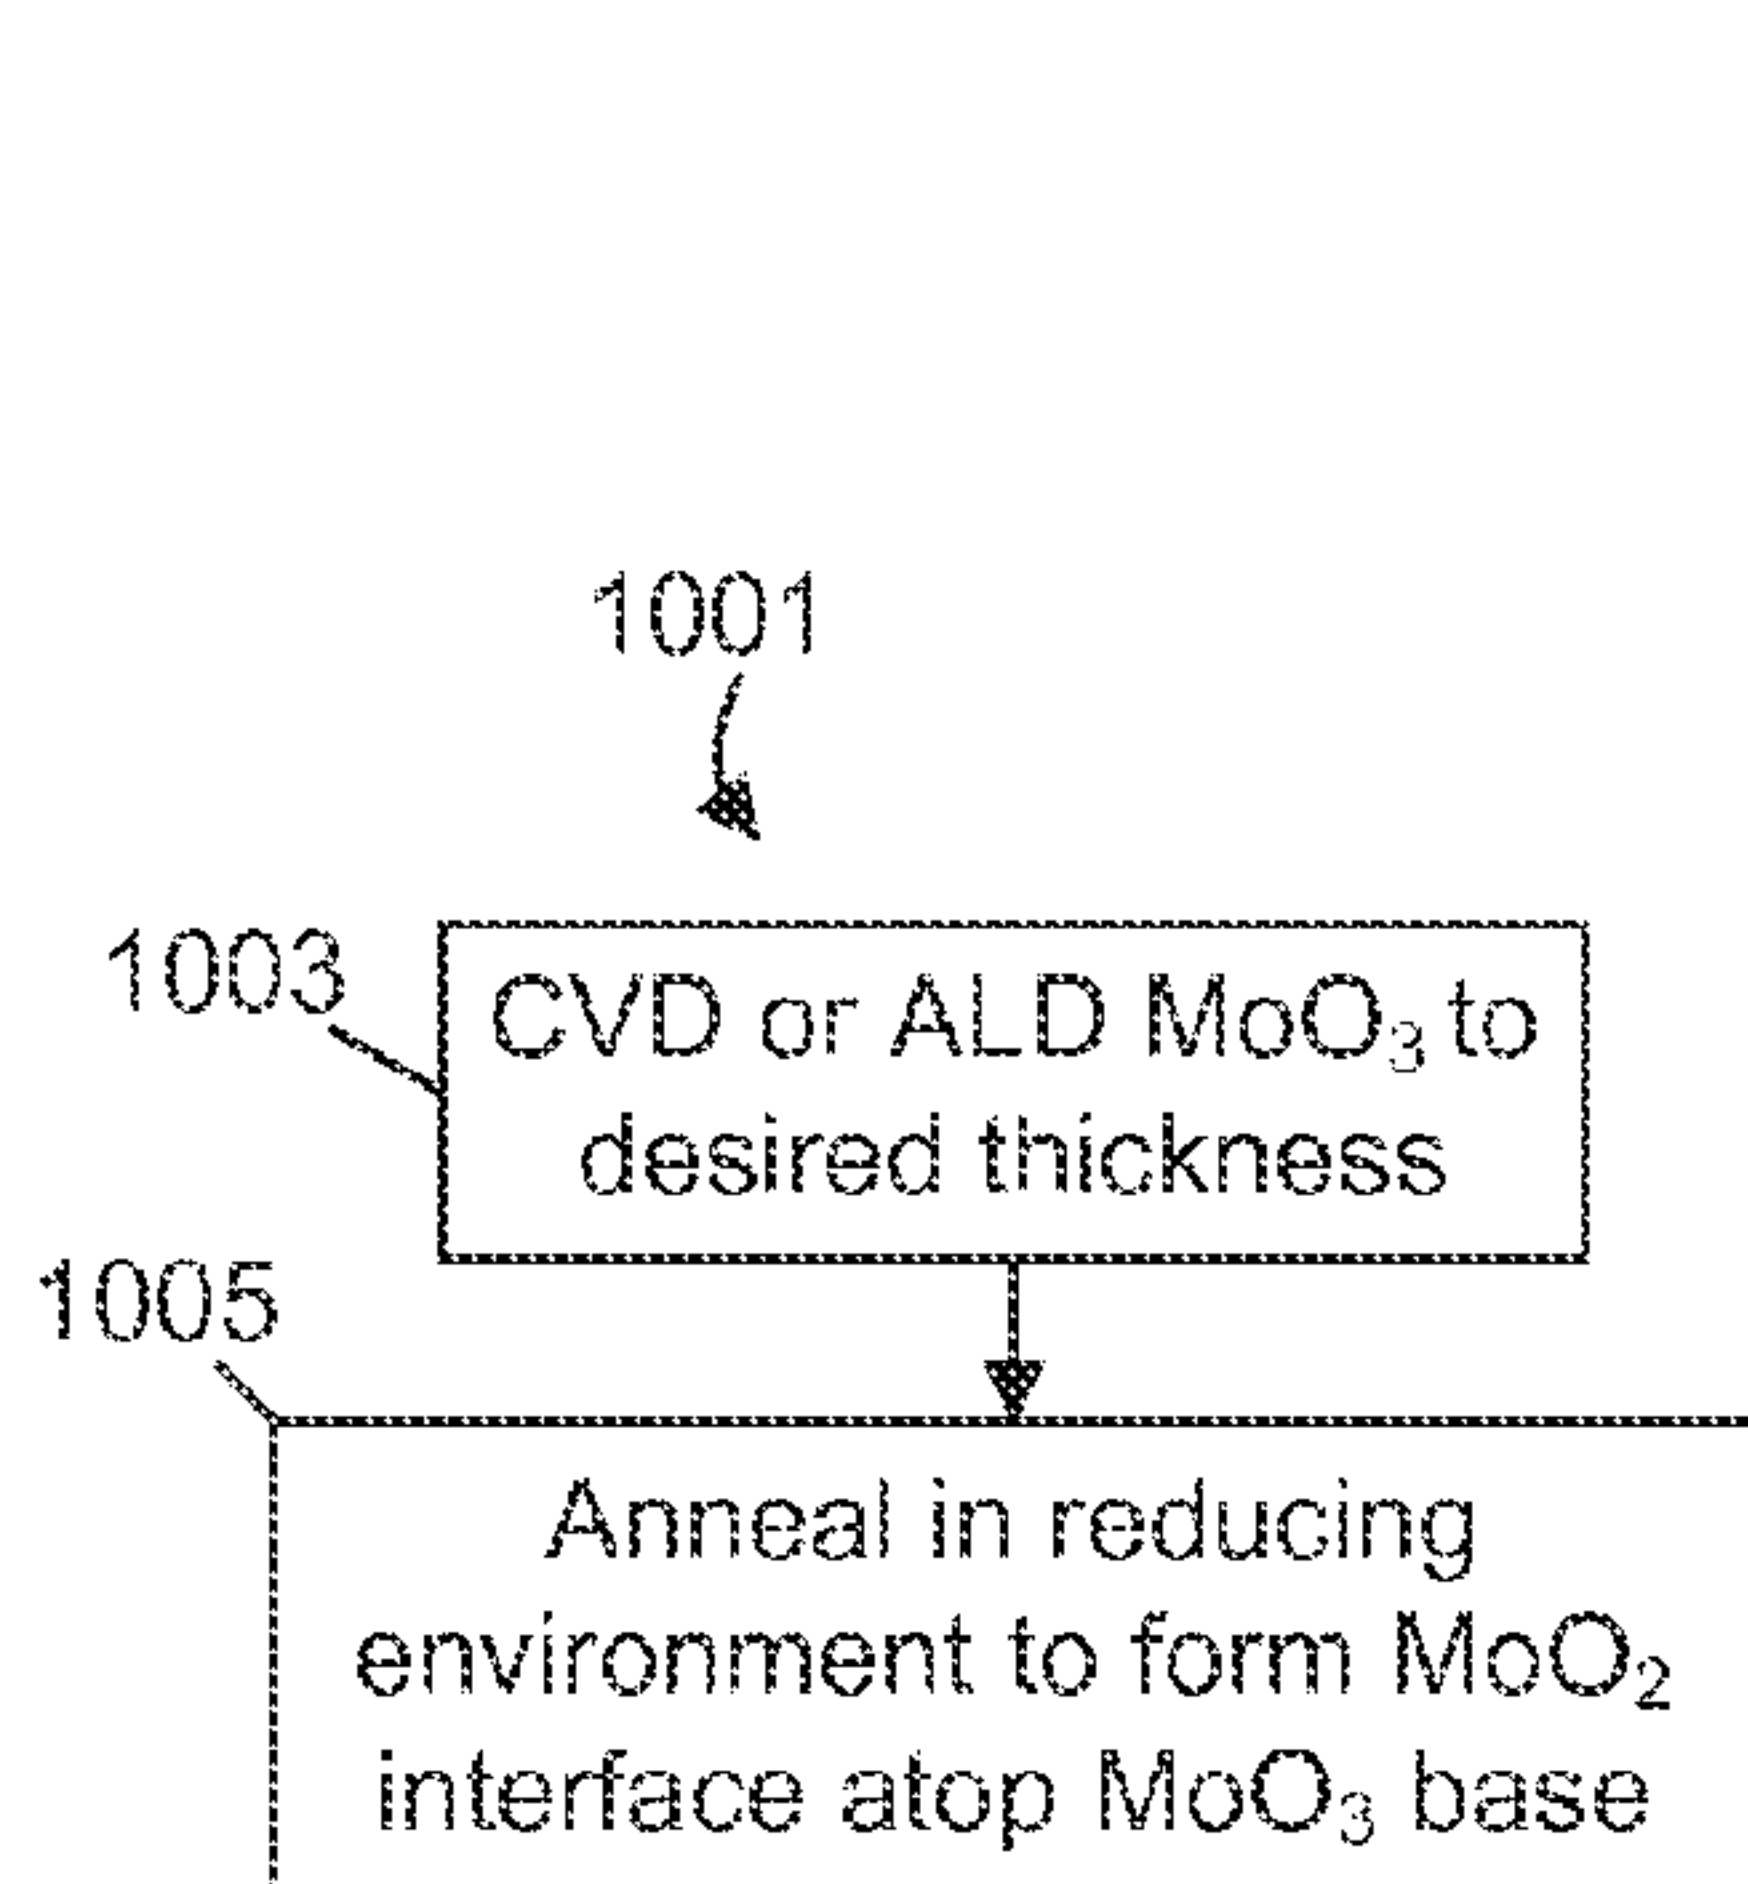 1001
1003
CVD or ALD MoO₃ to
desired thickness
1005
Anneal in reducing
environment to form MoO₂
interface atop MoO₃ base